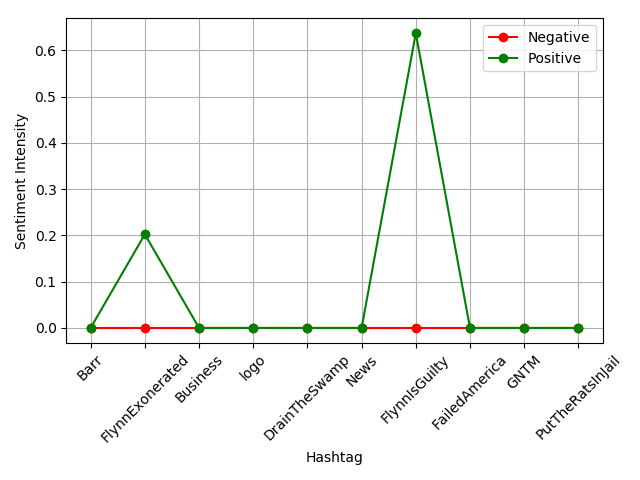 Negative
Positive
Sentiment Intensity
0.6
0.5
0.4
0.3
0.2
0.1
0.0
Barr
FlynnExonerated
Business
logo
DrainTheSwamp
News
FlynnIsGuilty
FailedAmerica
GNTM
PutTheRatsInJail
Hashtag